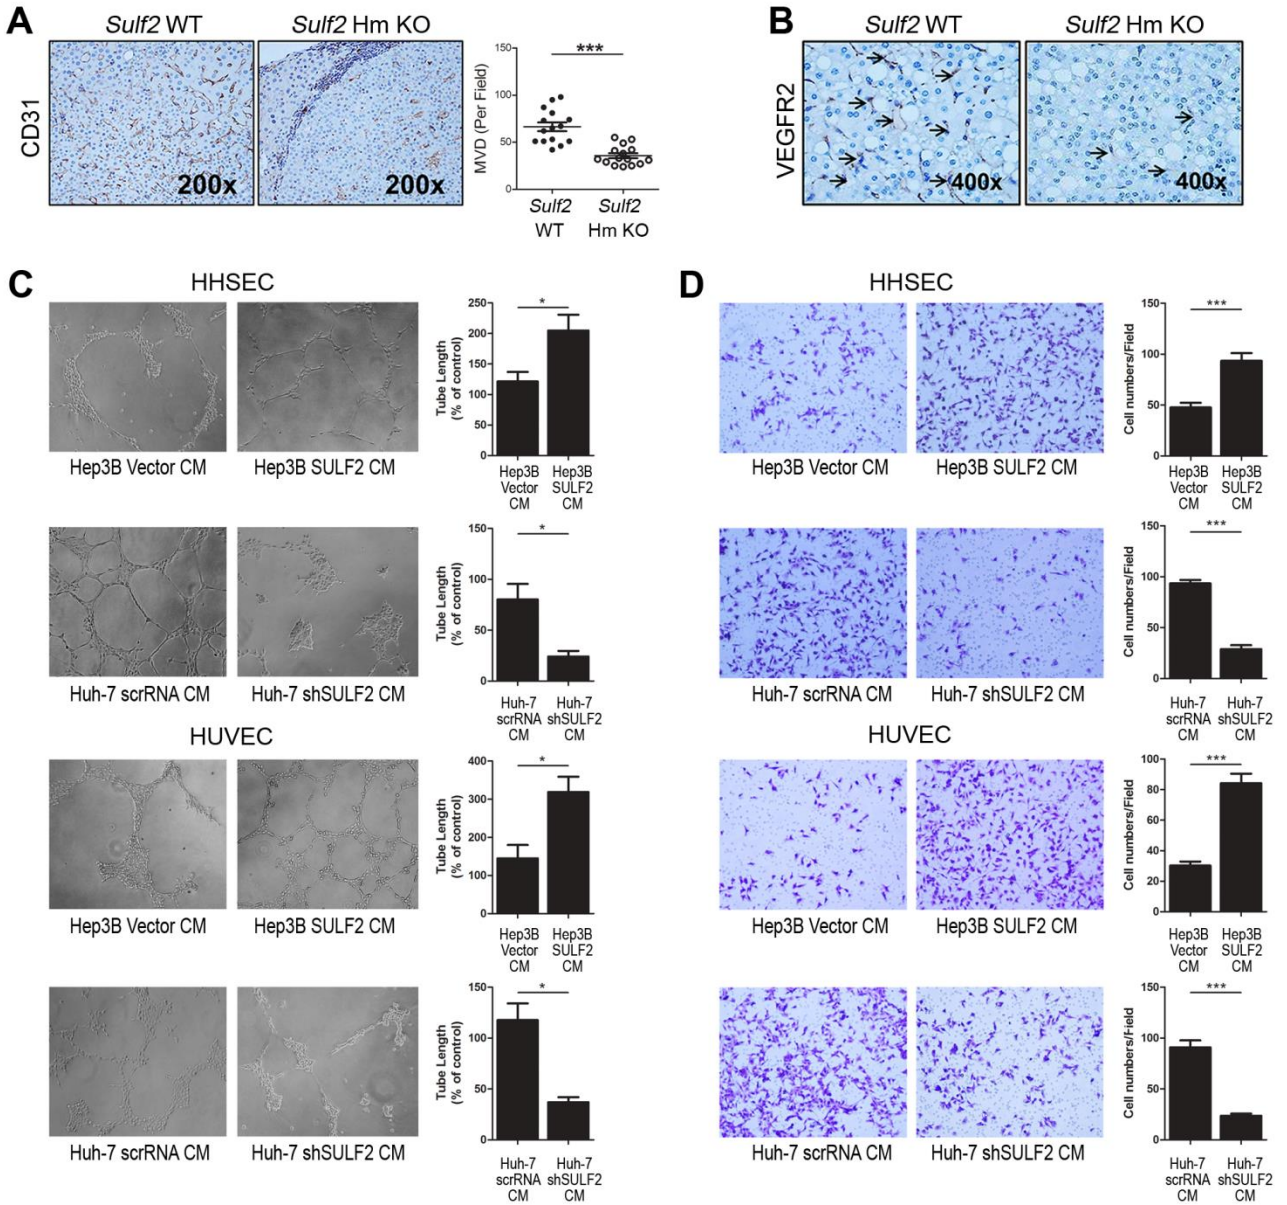 A
Sulf2 WT
Sulf2 Hm KO
CD31
200x
200x
MVD (Per Field)
150
100
50
0
***
Sulf2
WT
Sulf2
Hm KO
B
Sulf2 WT
Sulf2 Hm KO
VEGFR2
400x
400x
C
HHSEC
Hep3B Vector CM
Hep3B SULF2 CM
Tube Length
(% of control)
250
200
150
100
50
0
*
Hep3B
Vector
CM
Hep3B
SULF2
CM
Huh-7 scrRNA CM
Huh-7 shSULF2 CM
Tube Length
(% of control)
150
100
50
0
*
Huh-7
scrRNA
CM
Huh-7
shSULF2
CM
HUVEC
Hep3B Vector CM
Hep3B SULF2 CM
Tube Length
(% of control)
400
300
200
100
0
*
Hep3B
Vector
CM
Hep3B
SULF2
CM
Huh-7 scrRNA CM
Huh-7 shSULF2 CM
Tube Length
(% of control)
150
100
50
0
*
Huh-7
scrRNA
CM
Huh-7
shSULF2
CM
D
HHSEC
Hep3B Vector CM
Hep3B SULF2 CM
Cell numbers/Field
150
100
50
0
***
Hep3B
Vector
CM
Hep3B
SULF2
CM
Huh-7 scrRNA CM
Huh-7 shSULF2 CM
Cell numbers/Field
150
100
50
0
***
Huh-7
scrRNA
CM
Huh-7
shSULF2
CM
HUVEC
Hep3B Vector CM
Hep3B SULF2 CM
Cell numbers/Field
100
80
60
40
20
0
***
Hep3B
Vector
CM
Hep3B
SULF2
CM
Huh-7 scrRNA CM
Huh-7 shSULF2 CM
Cell numbers/Field
150
100
50
0
***
Huh-7
scrRNA
CM
Huh-7
shSULF2
CM